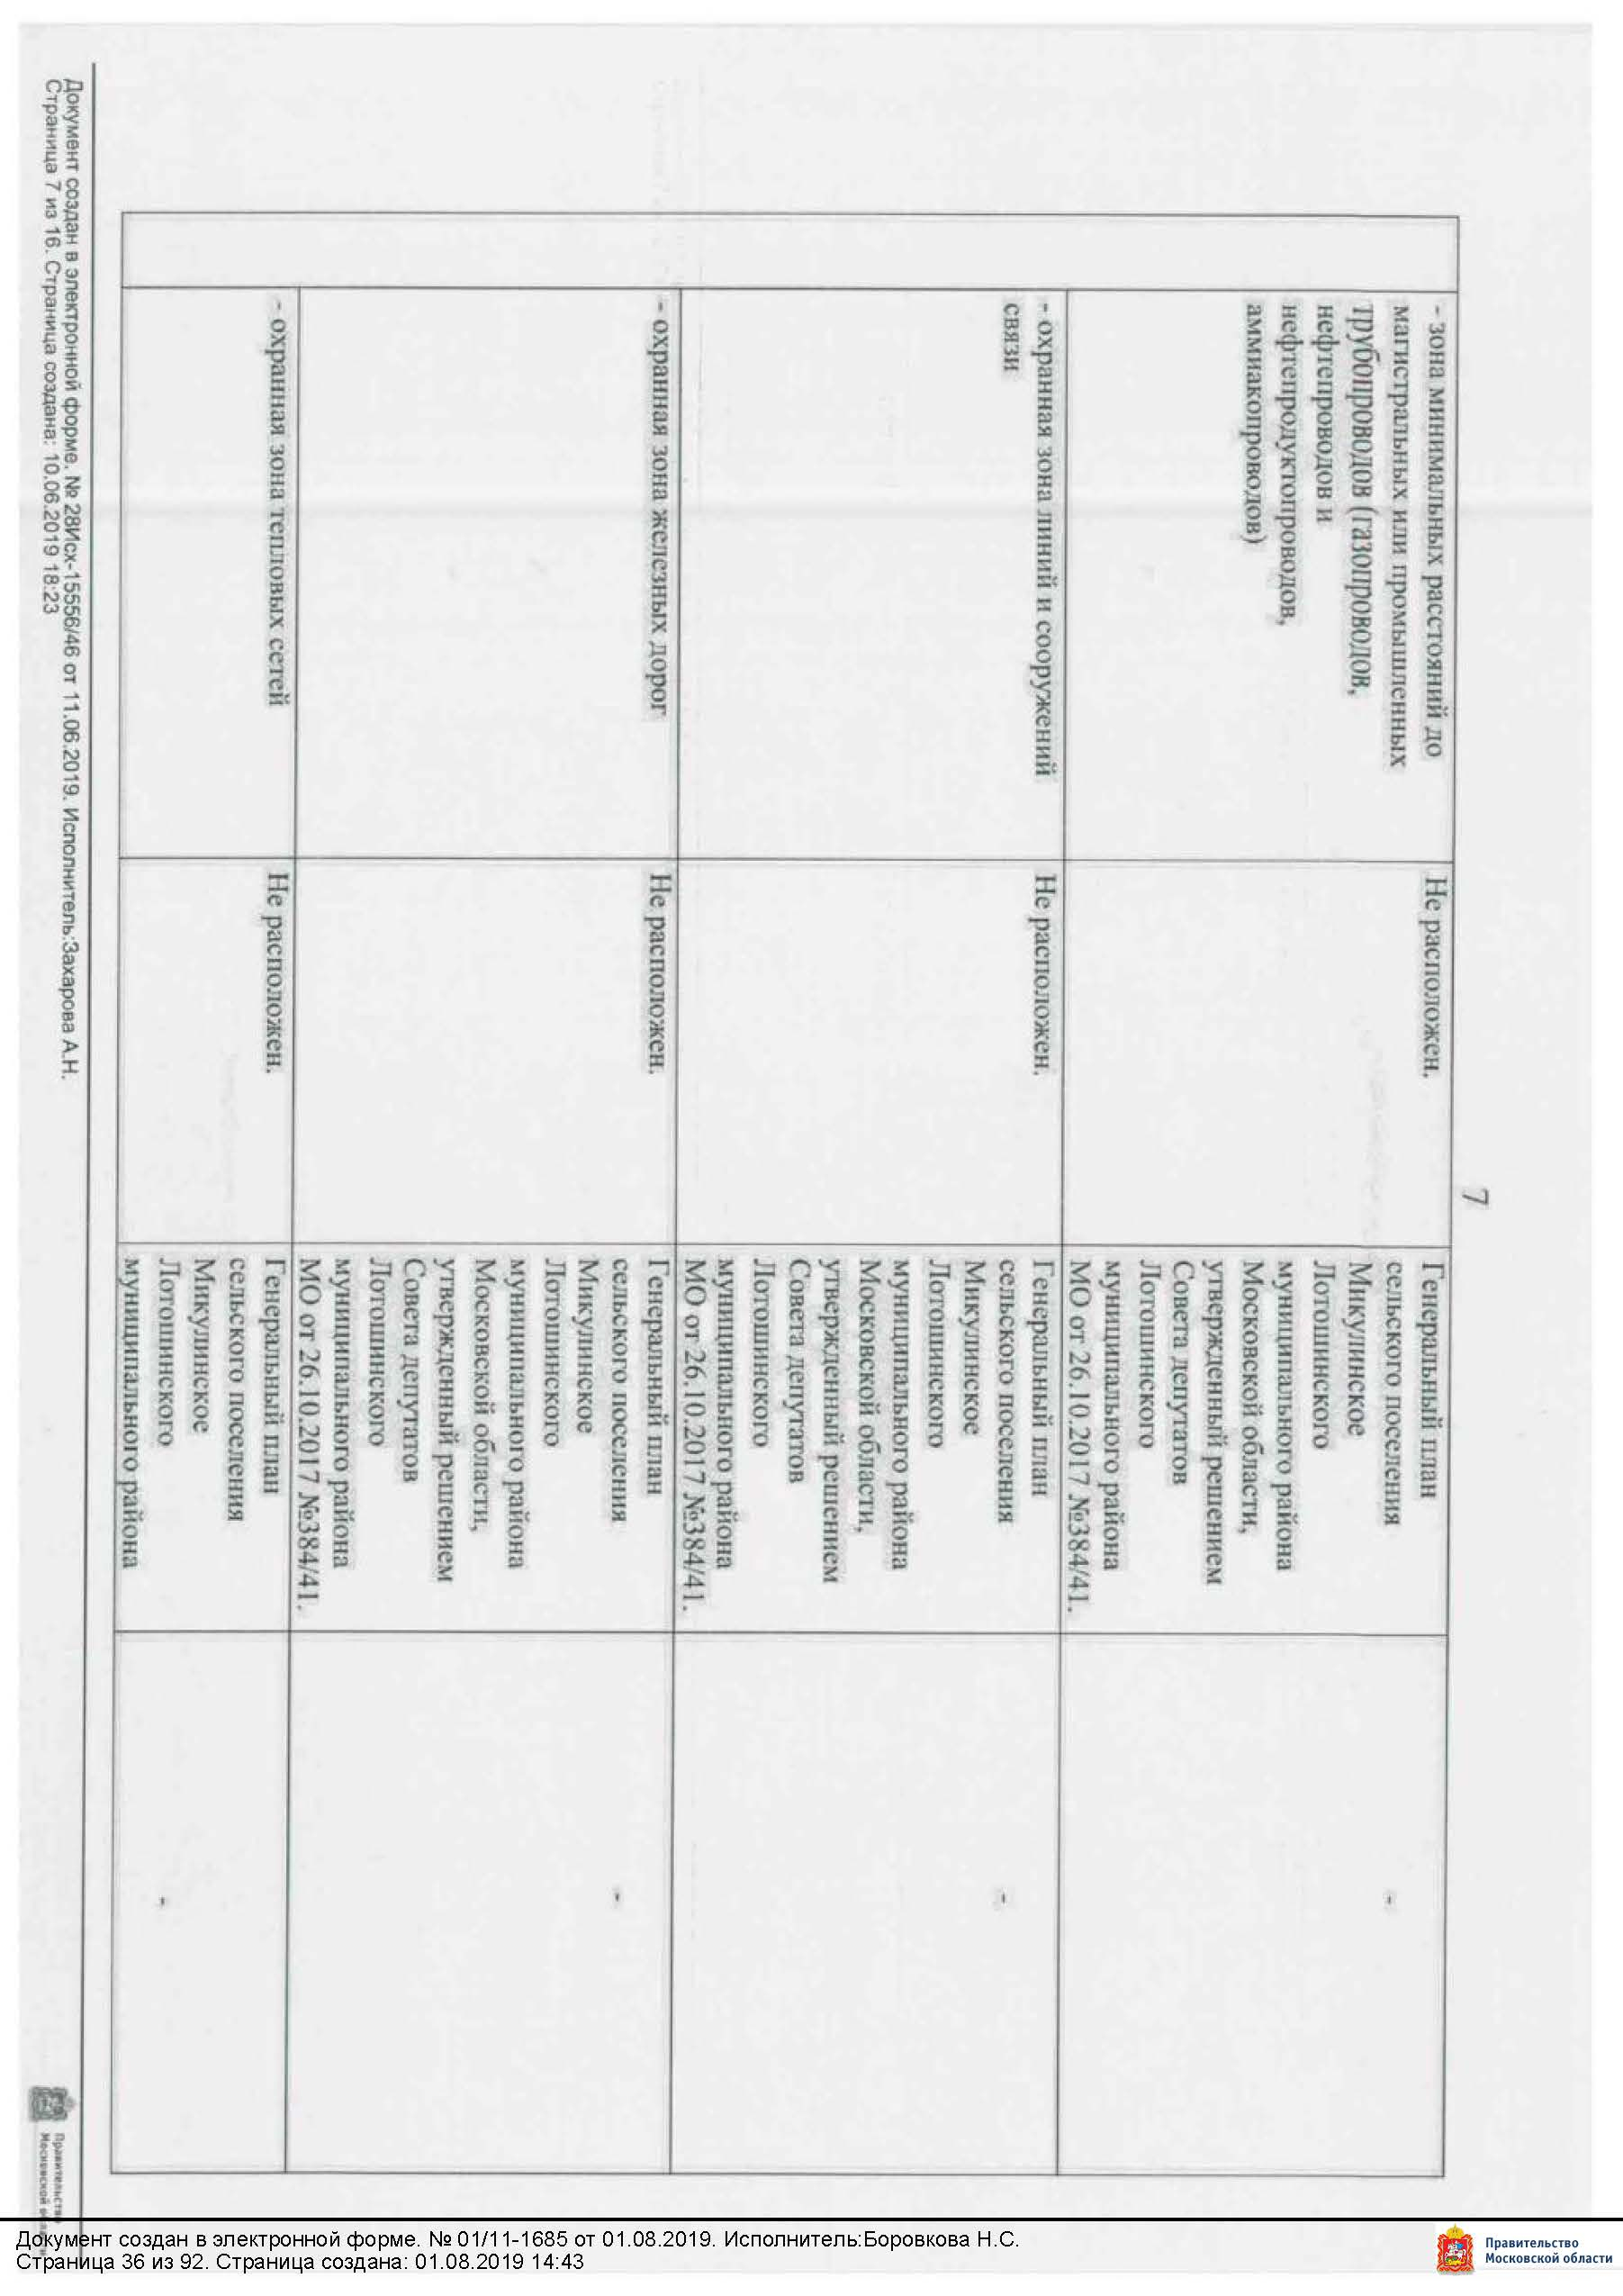 7
- зона минимальных расстояний до
магистральных или промышленных
трубопроводов (газопроводов,
нефтепроводов и
нефтепродуктопроводов,
аммиакопроводов)
Не расположен.
Генеральный план
сельского поселения
Микулинское
Лотошинского
муниципального района
Московской области,
утвержденный решением
Совета депутатов
Лотошинского
муниципального района
МО от 26.10.2017 №384/41.
-
- охранная зона линий и сооружений
связи
Не расположен.
Генеральный план
сельского поселения
Микулинское
Лотошинского
муниципального района
Московской области,
утвержденный решением
Совета депутатов
Лотошинского
муниципального района
МО от 26.10.2017 №384/41.
-
- охранная зона железных дорог
Не расположен.
Генеральный план
сельского поселения
Микулинское
Лотошинского
муниципального района
Московской области,
утвержденный решением
Совета депутатов
Лотошинского
муниципального района
МО от 26.10.2017 №384/41.
-
- охранная зона тепловых сетей
Не расположен.
Генеральный план
сельского поселения
Микулинское
Лотошинского
муниципального района
-
Документ создан в электронной форме. № 28Исх-15556/46 от 11.06.2019. Исполнитель:Захарова А.Н.
Страница 7 из 16. Страница создана: 10.06.2019 18:23
Правительство
Московской
Документ создан в электронной форме. № 01/11-1685 от 01.08.2019. Исполнитель:Боровкова Н.С.
Страница 36 из 92. Страница создана: 01.08.2019 14:43
Правительство
Московской области